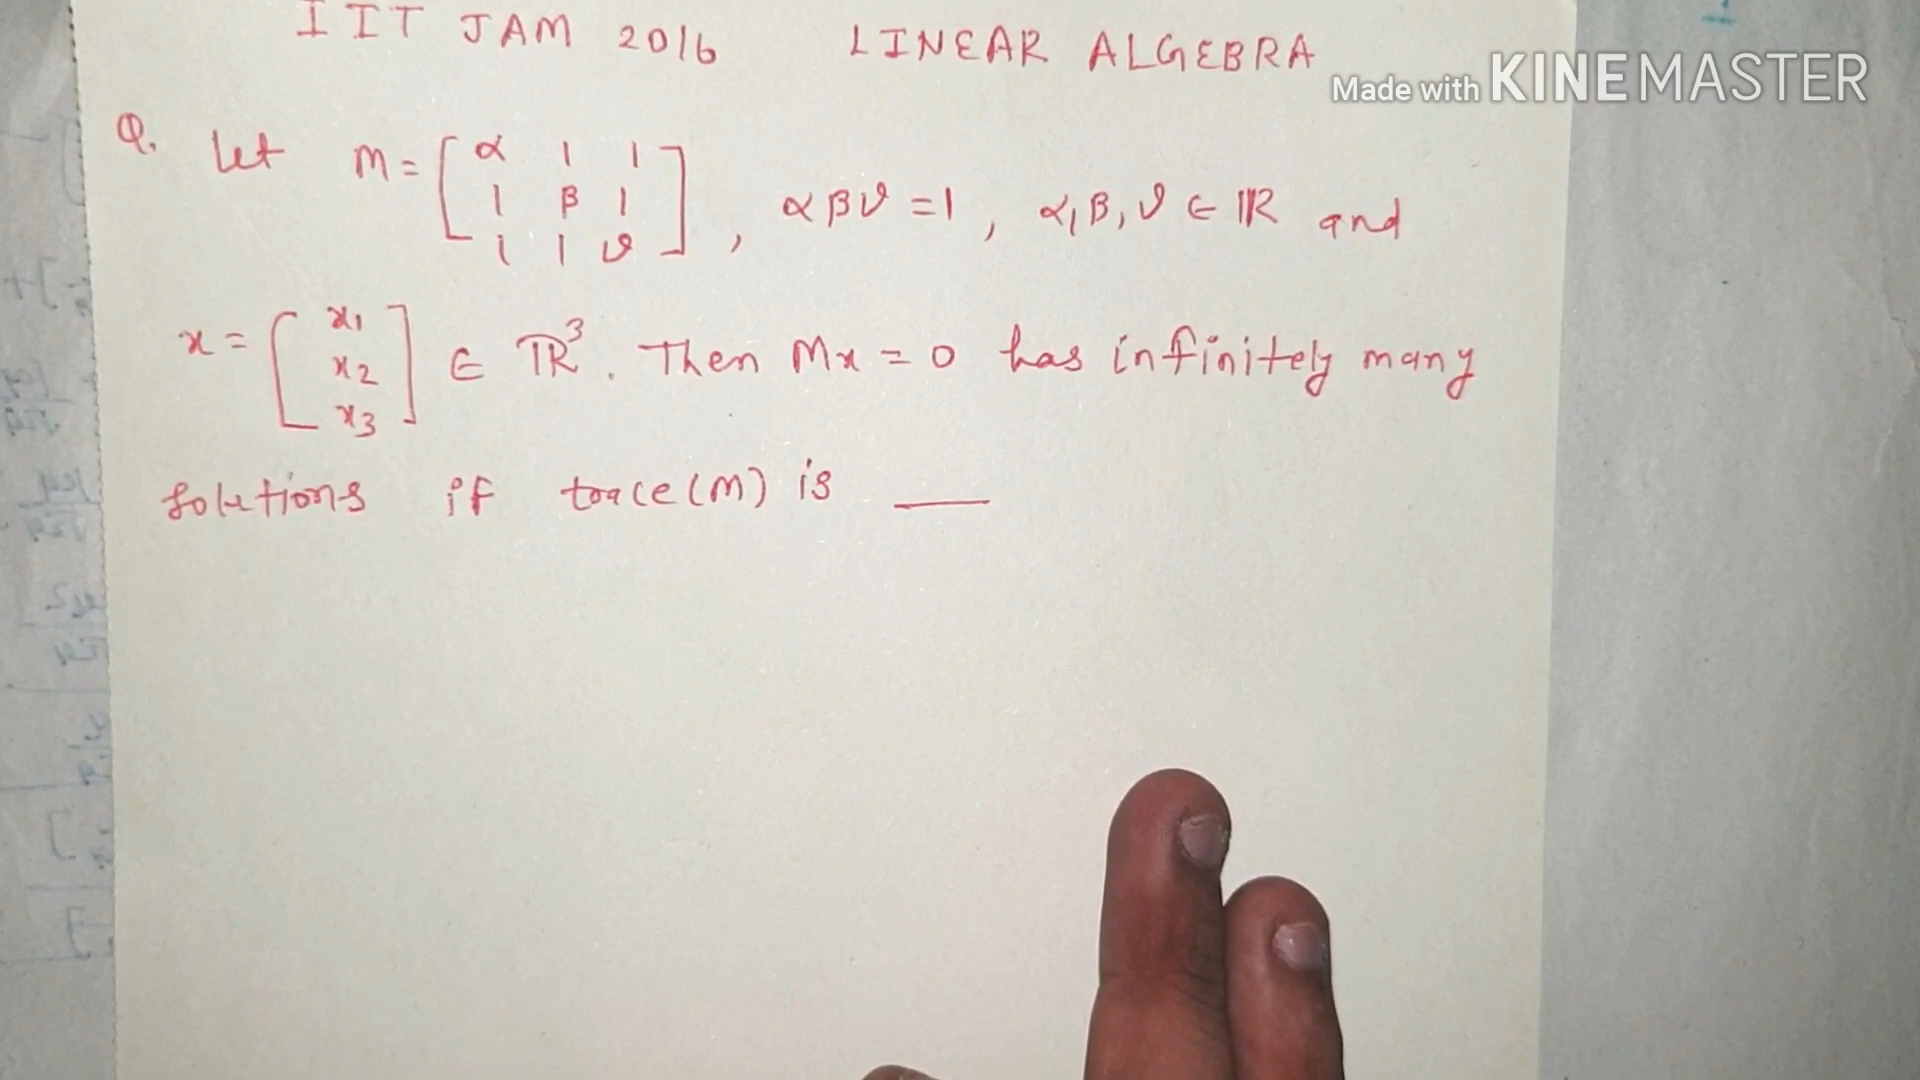 IIT JAM 2016 LINEAR ALGEBRA
Made with KINEMASTER
Q. Let M = [α 1 1
1 β 1
1 1 ϑ], αβϑ = 1, α, β, ϑ ∈ ℝ and
x = [x1
x2
x3] ∈ ℝ³. Then Mx = 0 has infinitely many
solutions if trace(M) is ___